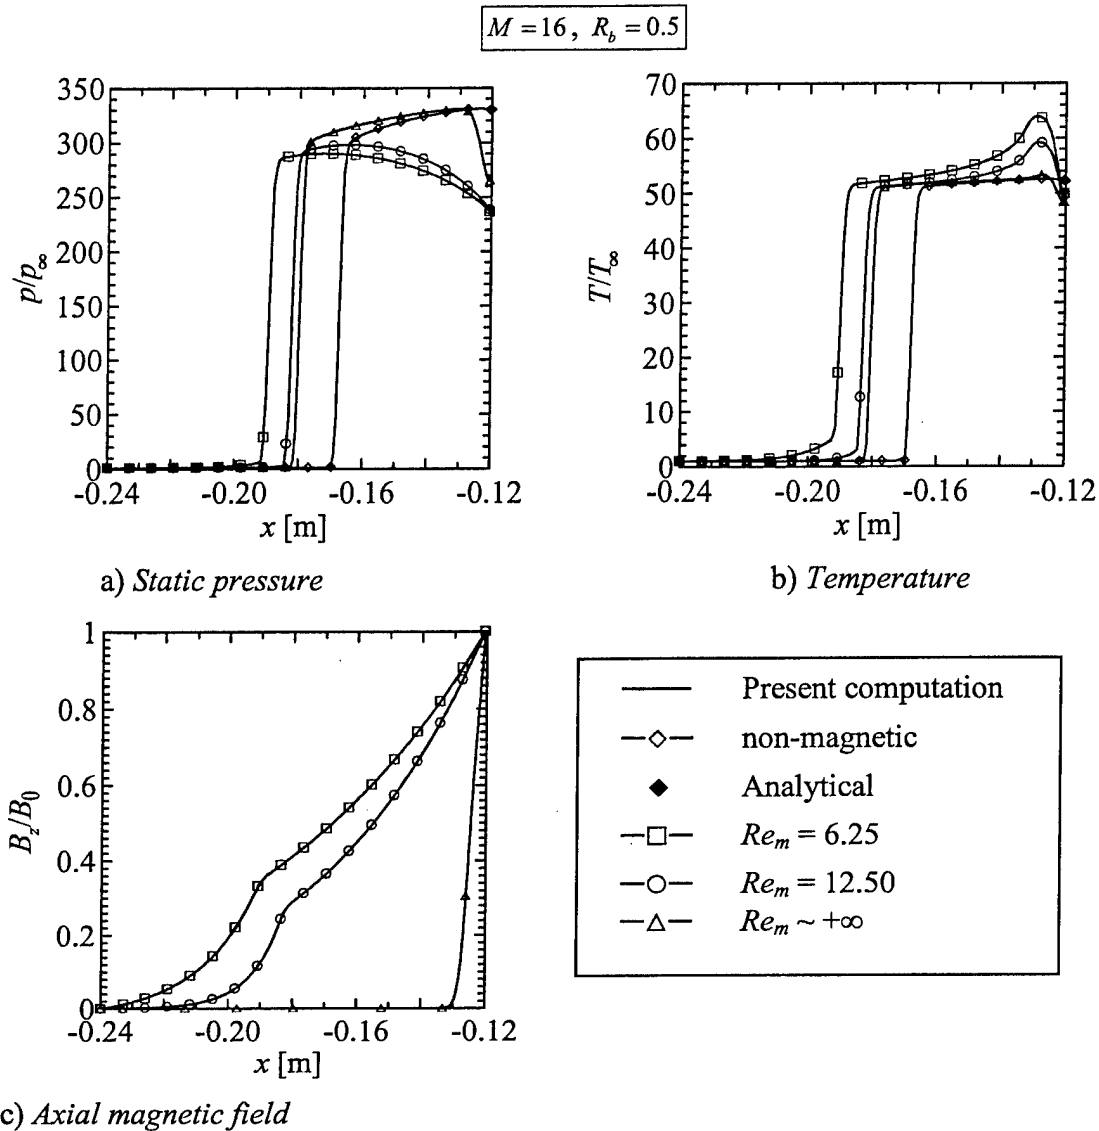 M = 16, R_b = 0.5
350
300
250
200
150
100
50
0
p/p_∞
-0.24 -0.20 -0.16 -0.12
x [m]
a) Static pressure
70
60
50
40
30
20
10
0
T/T_∞
-0.24 -0.20 -0.16 -0.12
x [m]
b) Temperature
1
0.8
0.6
0.4
0.2
0
B_z/B_0
-0.24 -0.20 -0.16 -0.12
x [m]
c) Axial magnetic field
Present computation
non-magnetic
Analytical
Re_m = 6.25
Re_m = 12.50
Re_m ~ +∞